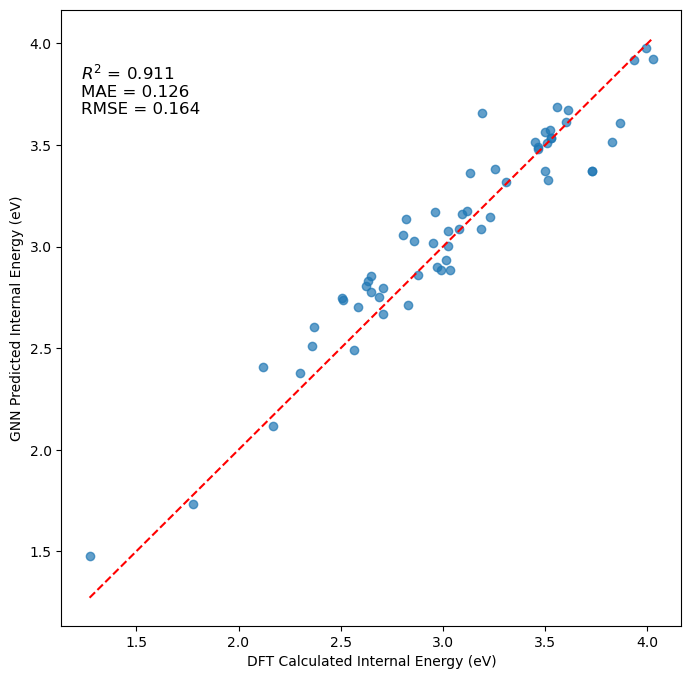 R² = 0.911
MAE = 0.126
RMSE = 0.164
4.0
3.5
3.0
2.5
2.0
1.5
GNN Predicted Internal Energy (eV)
1.5 2.0 2.5 3.0 3.5 4.0
DFT Calculated Internal Energy (eV)